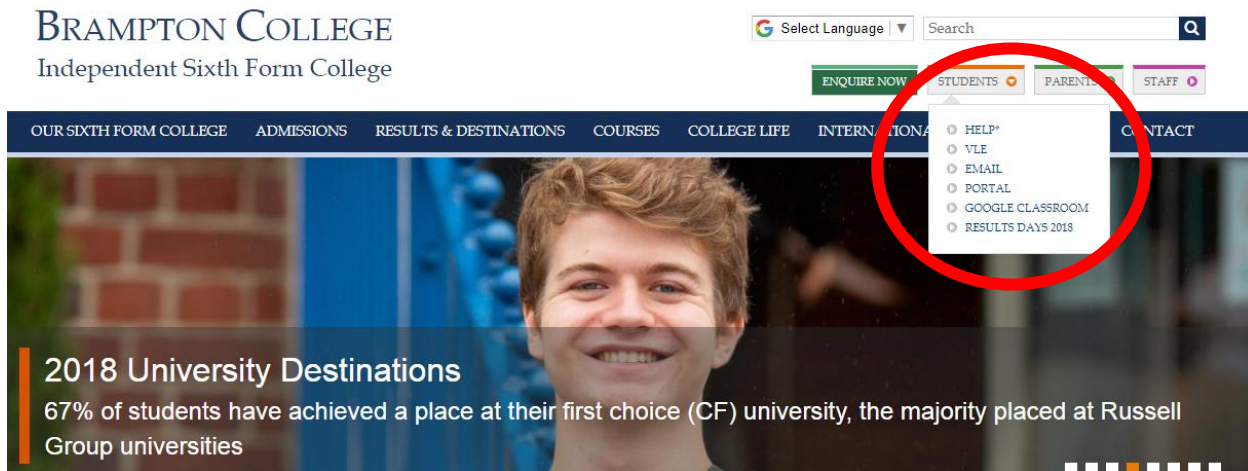 BRAMPTON COLLEGE
Independent Sixth Form College
Select Language
Search
ENQUIRE NOW
STUDENTS
PARENTS
STAFF
OUR SIXTH FORM COLLEGE
ADMISSIONS
RESULTS & DESTINATIONS
COURSES
COLLEGE LIFE
INTERNATIONA
CONTACT
HELP*
VLE
EMAIL
PORTAL
GOOGLE CLASSROOM
RESULTS DAYS 2018
2018 University Destinations
67% of students have achieved a place at their first choice (CF) university, the majority placed at Russell
Group universities